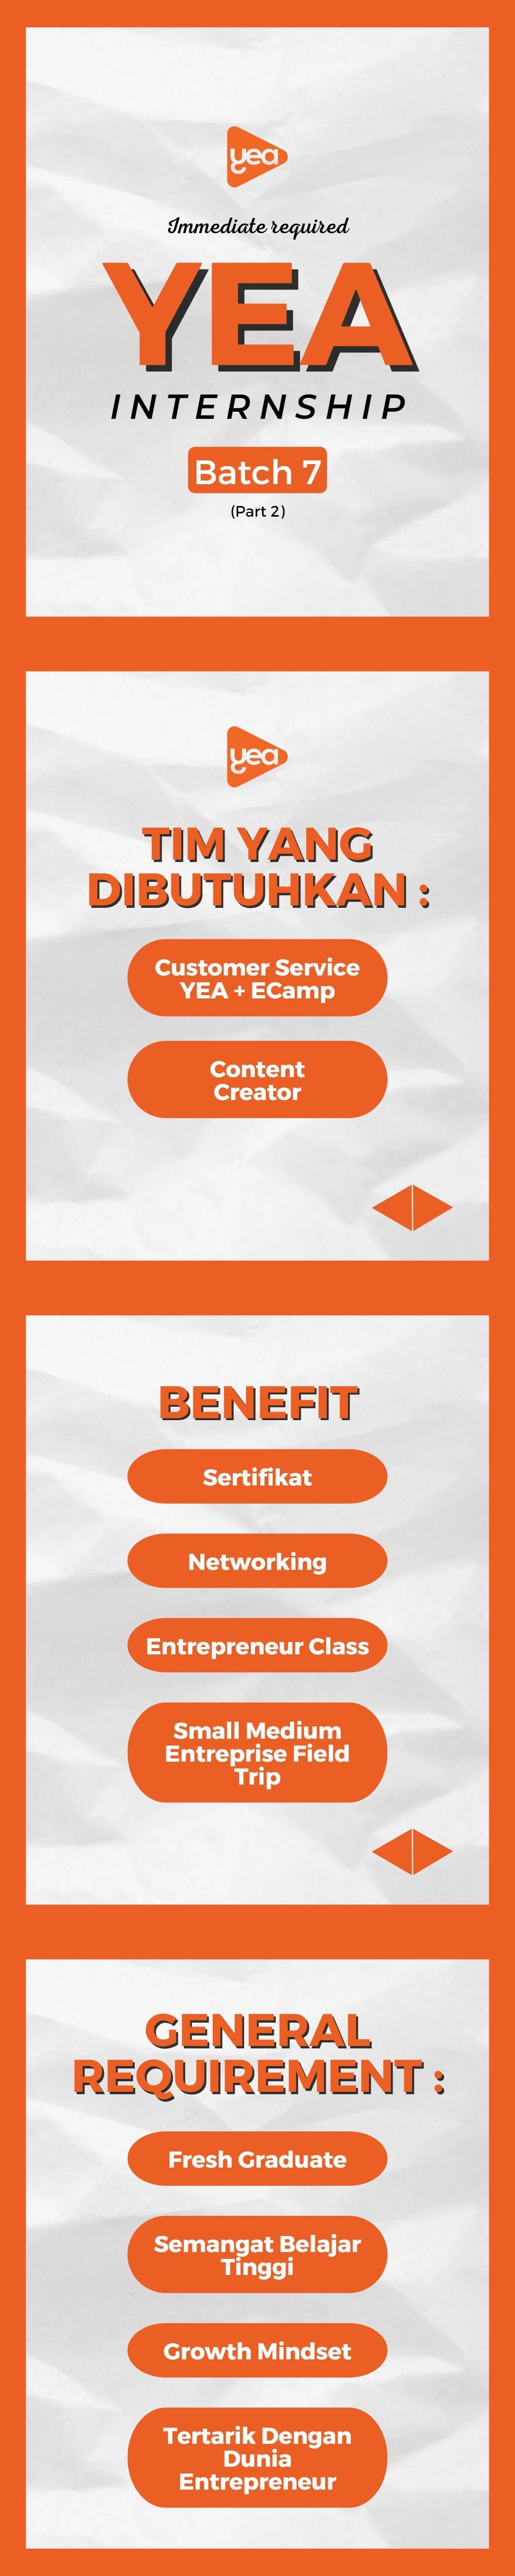 yea
Immediate required
YEA
INTERNSHIP
Batch 7
(Part 2)
yea
TIM YANG
DIBUTUHKAN :
Customer Service
YEA + ECamp
Content
Creator
BENEFIT
Sertifikat
Networking
Entrepreneur Class
Small Medium
Entreprise Field
Trip
GENERAL
REQUIREMENT :
Fresh Graduate
Semangat Belajar
Tinggi
Growth Mindset
Tertarik Dengan
Dunia
Entrepreneur